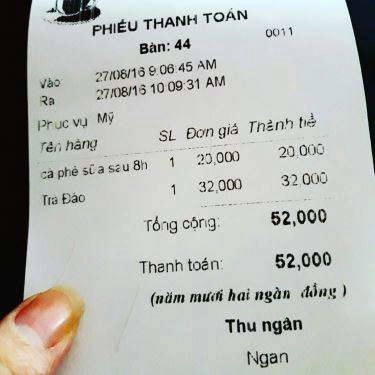 PHIẾU THANH TOÁN
Bàn: 44
0011
Vào 27/08/16 9:06:45 AM
Ra 27/08/16 10:09:31 AM
Phục vụ Mỹ
Tên hàng SL Đơn giá Thành tiề
cà phê sữa sau 8h 1 20,000 20,000
Tra Đào 1 32,000 32 000
Tổng cộng: 52,000
Thanh toán: 52,000
(năm mươi hai ngàn đồng )
Thu ngân
Ngan